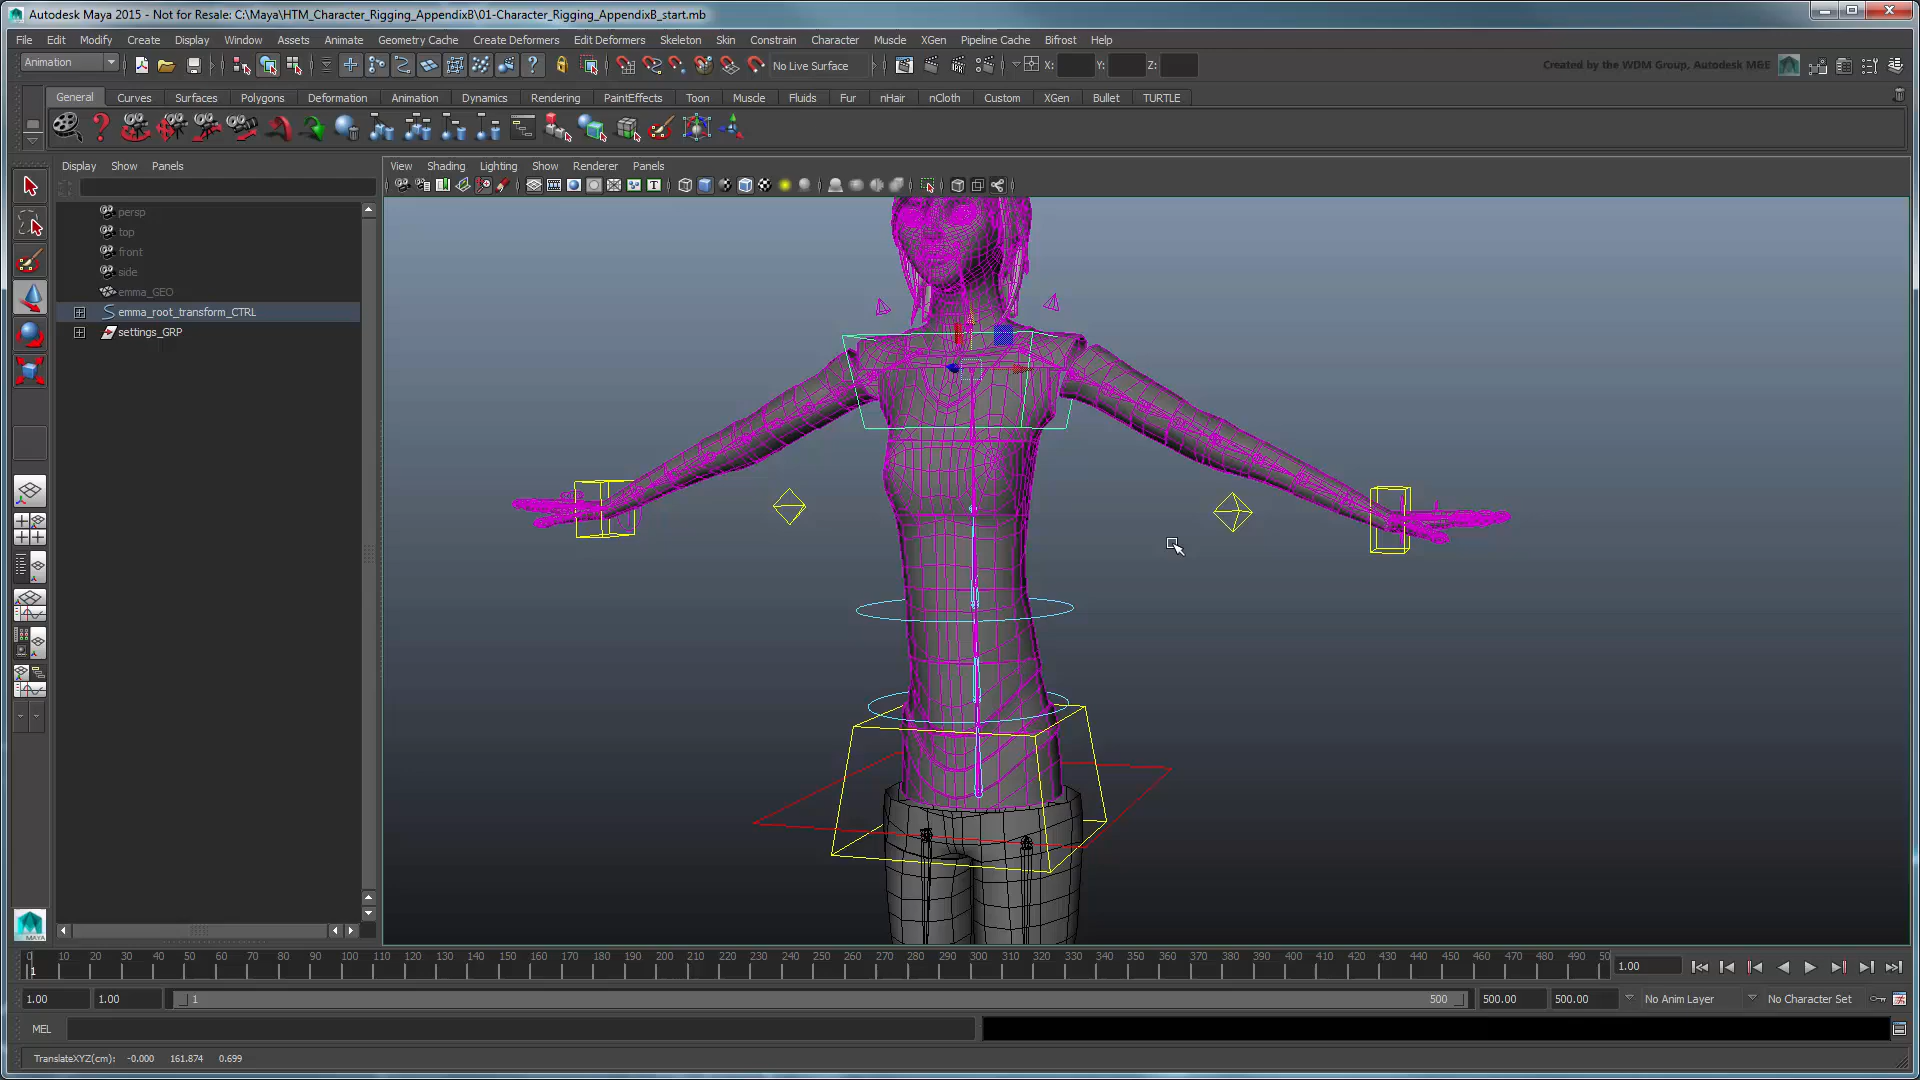 Autodesk Maya 2015 - Not for Resale: C:\Maya\HTM_Character_Rigging_AppendixB\01-Character_Rigging_AppendixB_start.mb
File Edit Modify Create Display Window Assets Animate Geometry Cache Create Deformers Edit Deformers Skeleton Skin Constrain Character Muscle XGen Pipeline Cache Bifrost Help
Animation No Live Surface X: Y: Z: Created by the WDM Group, Autodesk M&E
General Curves Surfaces Polygons Deformation Animation Dynamics Rendering PaintEffects Toon Muscle Fluids Fur nHair nCloth Custom XGen Bullet TURTLE
Display Show Panels View Shading Lighting Show Renderer Panels
persp
top
front
side
emma_GEO
emma_root_transform_CTRL
settings_GRP
MAYA
0 10 20 30 40 50 60 70 80 90 100 110 120 130 140 150 160 170 180 190 200 210 220 230 240 250 260 270 280 290 300 310 320 330 340 350 360 370 380 390 400 410 420 430 440 450 460 470 480 490 50
1 1.00
1.00 1.00 1 500 500.00 500.00 No Anim Layer No Character Set
MEL
TranslateXYZ(cm): -0.000 161.874 0.699